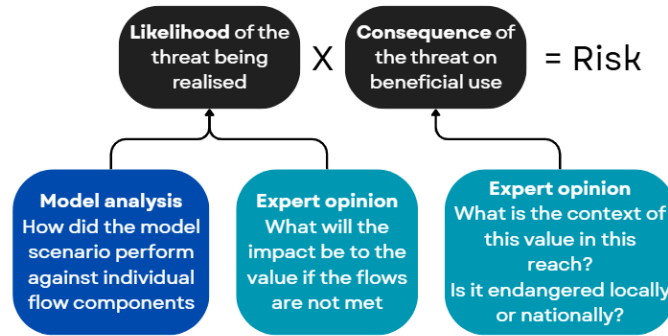 Likelihood of the
threat being
realised
X
Consequence of
the threat on
beneficial use
= Risk
Model analysis
How did the model
scenario perform
against individual
flow components
Expert opinion
What will the
impact be to the
value if the flows
are not met
Expert opinion
What is the context of
this value in this
reach?
Is it endangered locally
or nationally?